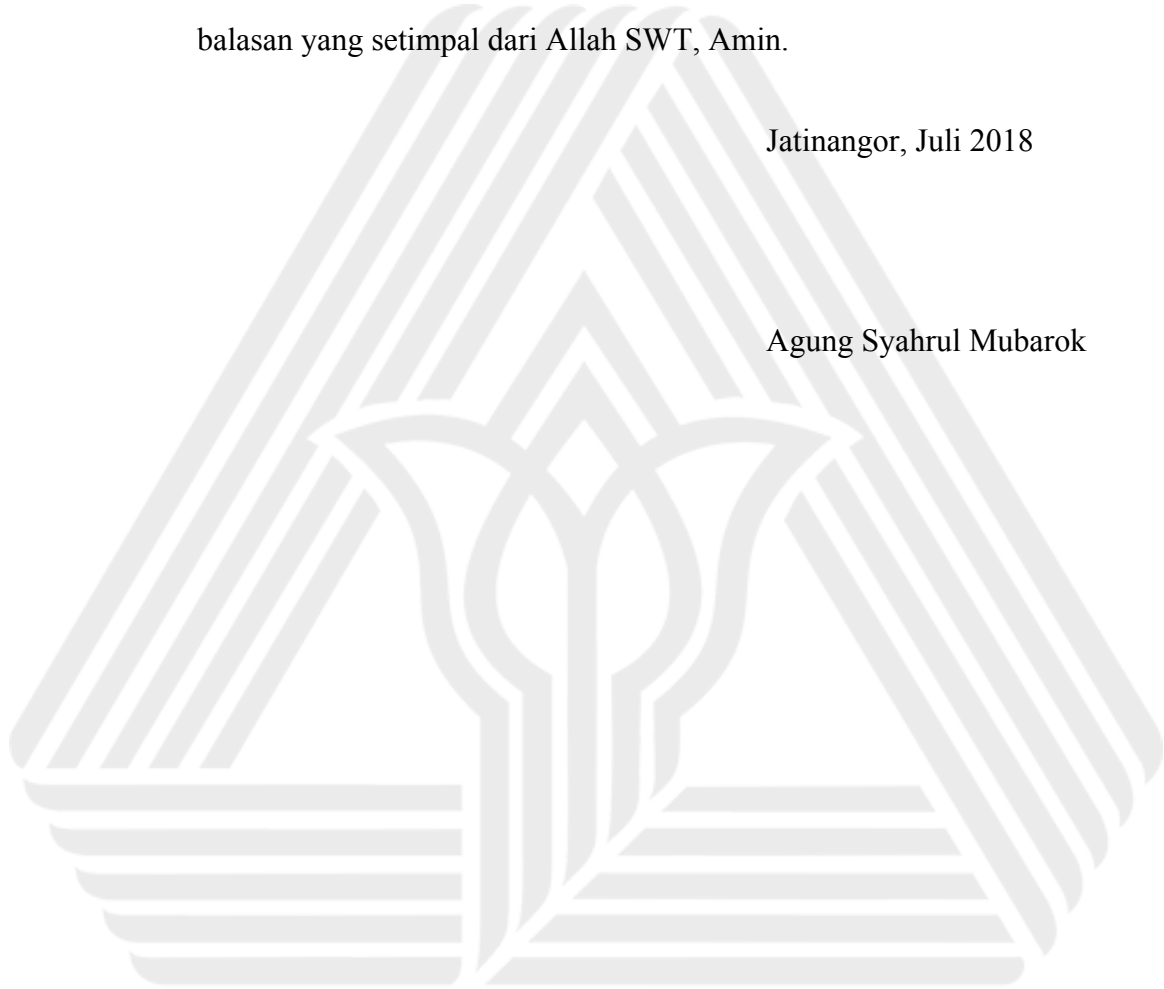 balasan yang setimpal dari Allah SWT, Amin.
Jatinangor, Juli 2018
Agung Syahrul Mubarok